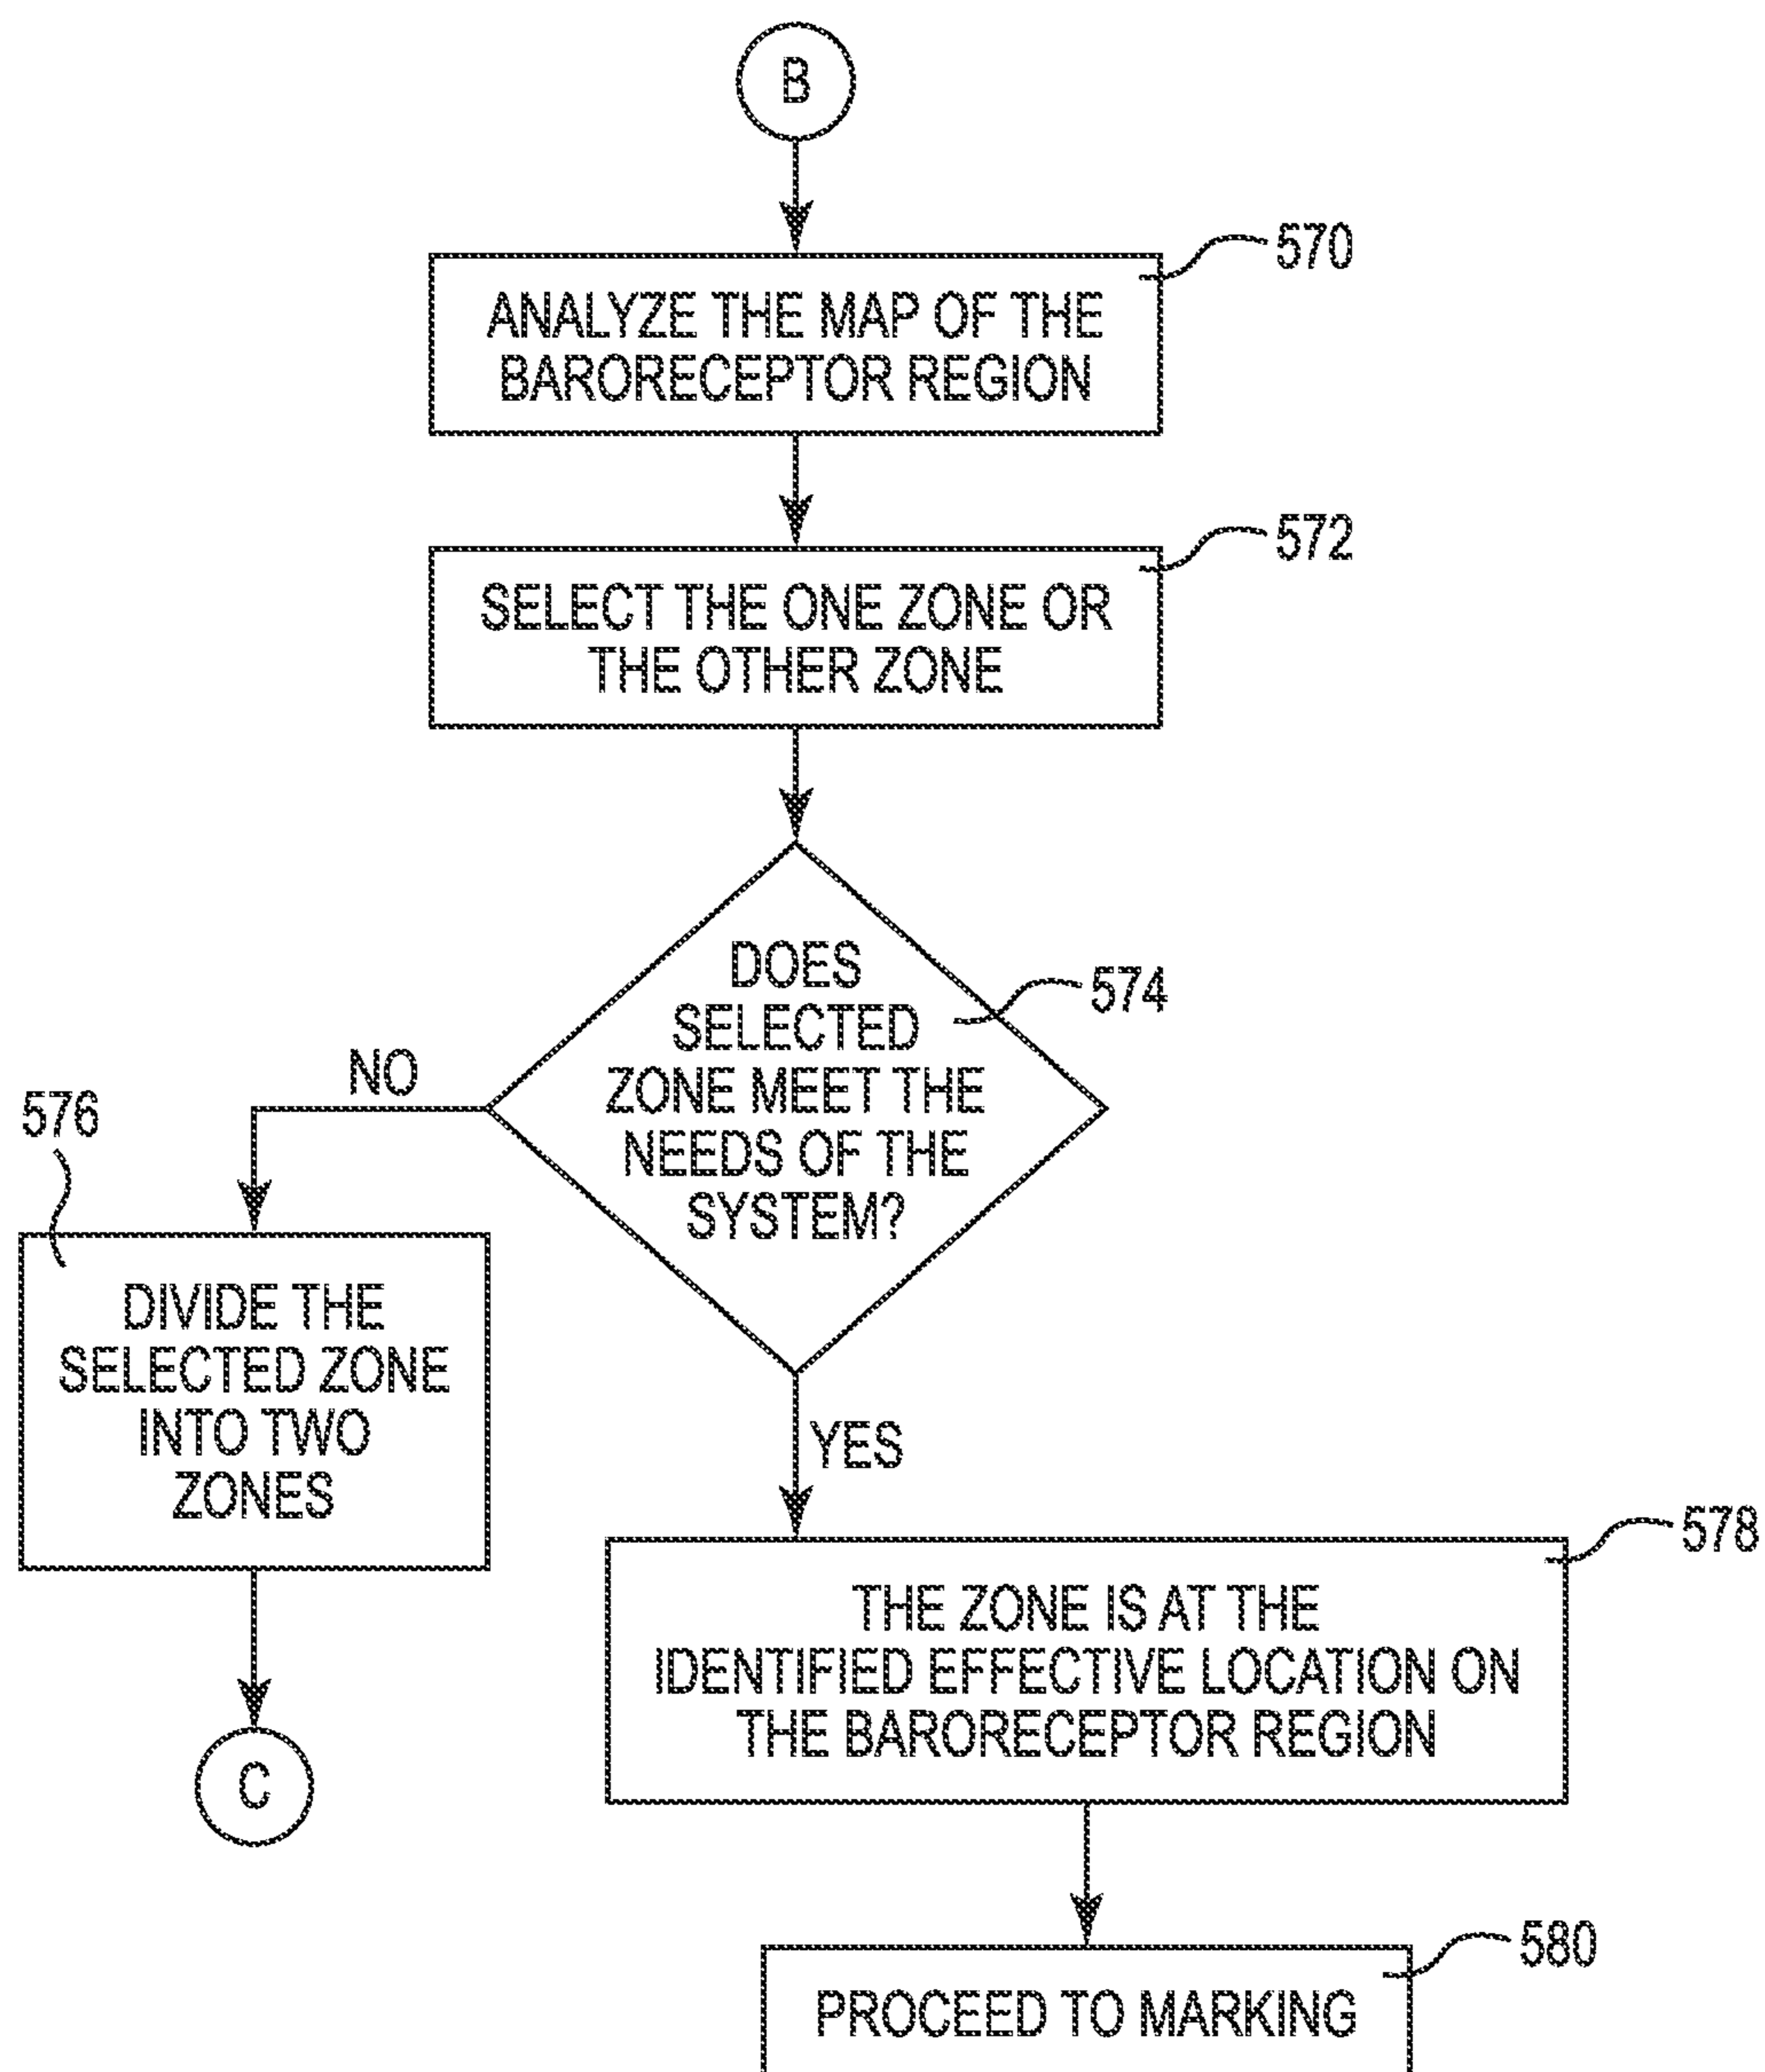 B
570
ANALYZE THE MAP OF THE
BARORECEPTOR REGION
572
SELECT THE ONE ZONE OR
THE OTHER ZONE
574
DOES
SELECTED
ZONE MEET THE
NEEDS OF THE
SYSTEM?
NO
576
DIVIDE THE
SELECTED ZONE
INTO TWO
ZONES
C
YES
578
THE ZONE IS AT THE
IDENTIFIED EFFECTIVE LOCATION ON
THE BARORECEPTOR REGION
580
PROCEED TO MARKING